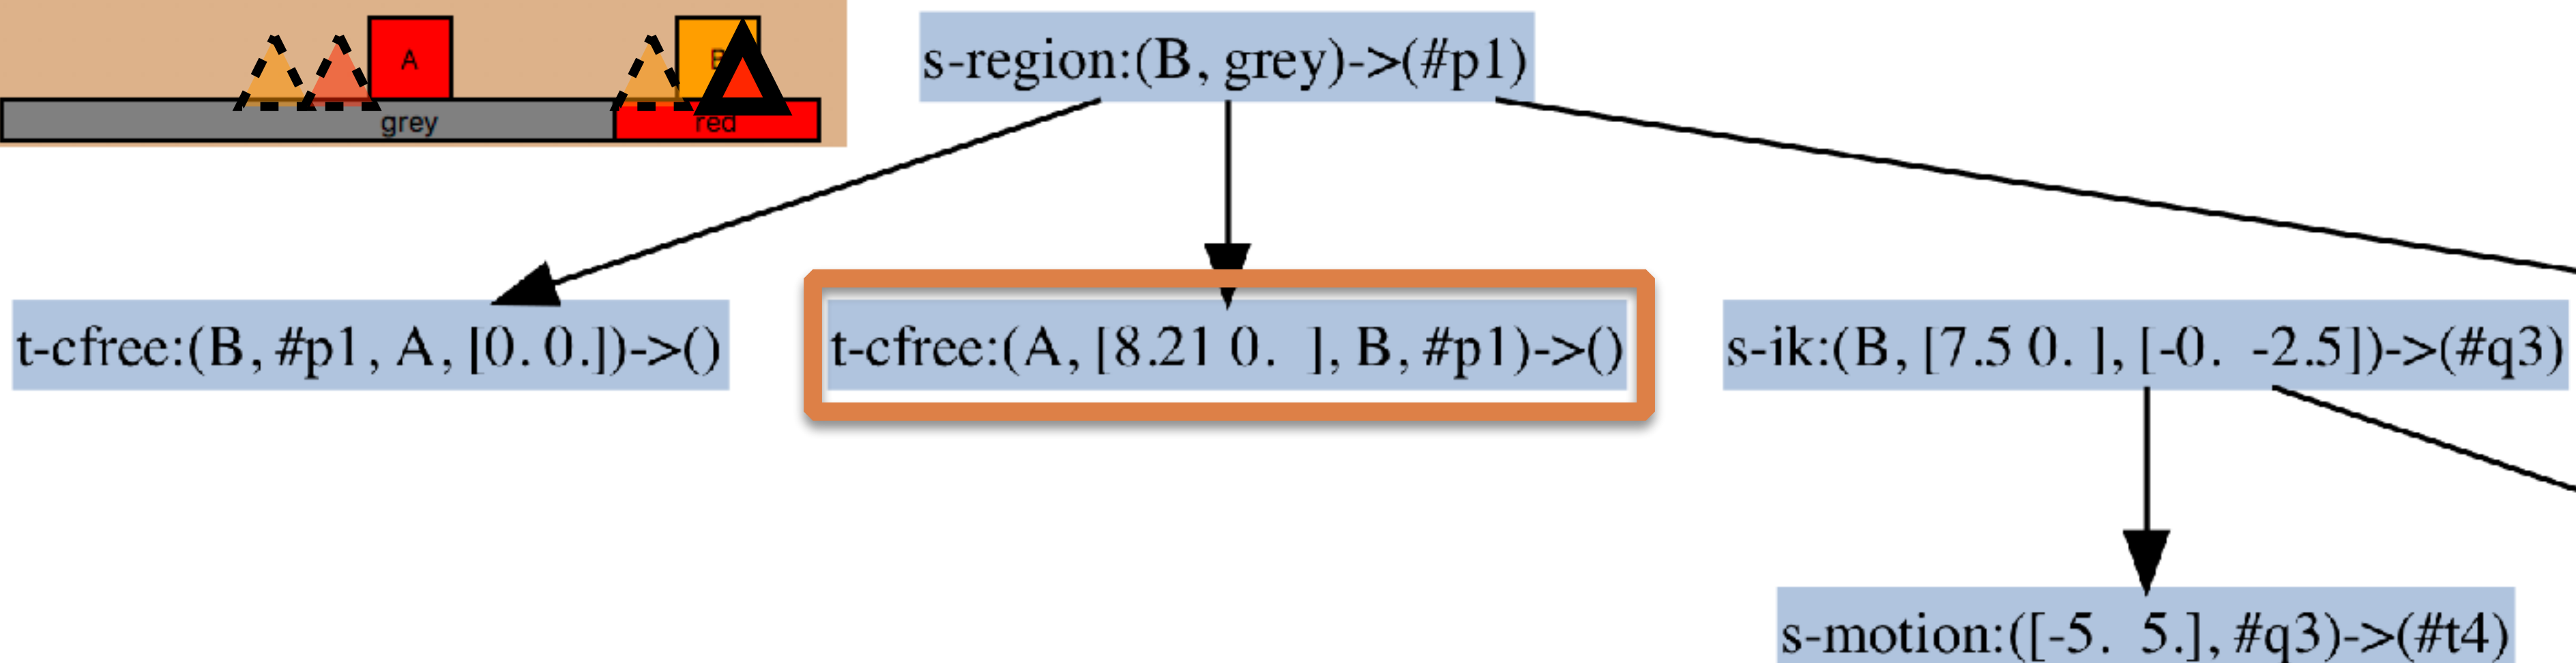 A
B
grey
red
s-region:(B, grey)->(#p1)
t-cfree:(B, #p1, A, [0. 0.])->()
t-cfree:(A, [8.21 0.  ], B, #p1)->()
s-ik:(B, [7.5 0. ], [-0.  -2.5])->(#q3)
s-motion:([-5.  5.], #q3)->(#t4)